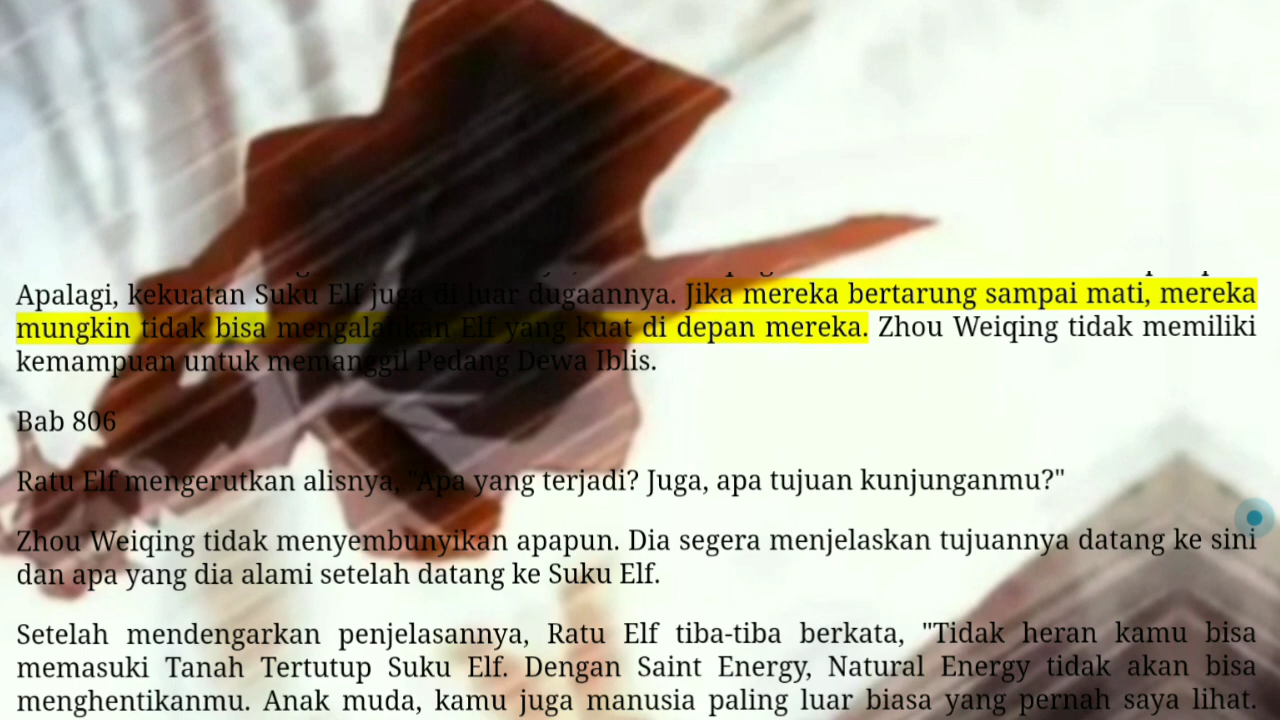 Apalagi, kekuatan Suku Elf juga di luar dugaannya. Jika mereka bertarung sampai mati, mereka
mungkin tidak bisa mengalahkan Elf yang kuat di depan mereka. Zhou Weiqing tidak memiliki
kemampuan untuk memanggil Pedang Dewa Iblis.
Bab 806
Ratu Elf mengerutkan alisnya, "Apa yang terjadi? Juga, apa tujuan kunjunganmu?"
Zhou Weiqing tidak menyembunyikan apapun. Dia segera menjelaskan tujuannya datang ke sini
dan apa yang dia alami setelah datang ke Suku Elf.
Setelah mendengarkan penjelasannya, Ratu Elf tiba-tiba berkata, "Tidak heran kamu bisa
memasuki Tanah Tertutup Suku Elf. Dengan Saint Energy, Natural Energy tidak akan bisa
menghentikanmu. Anak muda, kamu juga manusia paling luar biasa yang pernah saya lihat.